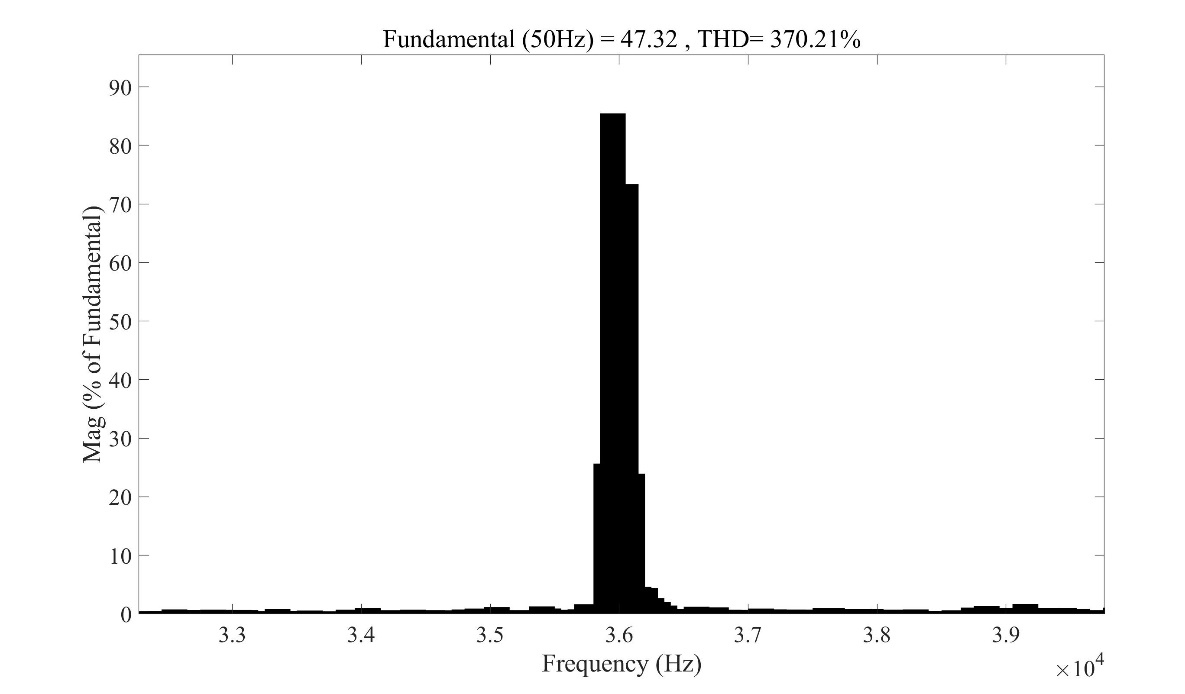 Fundamental (50Hz) = 47.32 , THD= 370.21%
90
80
70
60
50
40
30
20
10
0
Mag (% of Fundamental)
3.3 3.4 3.5 3.6 3.7 3.8 3.9
Frequency (Hz)
×10⁴